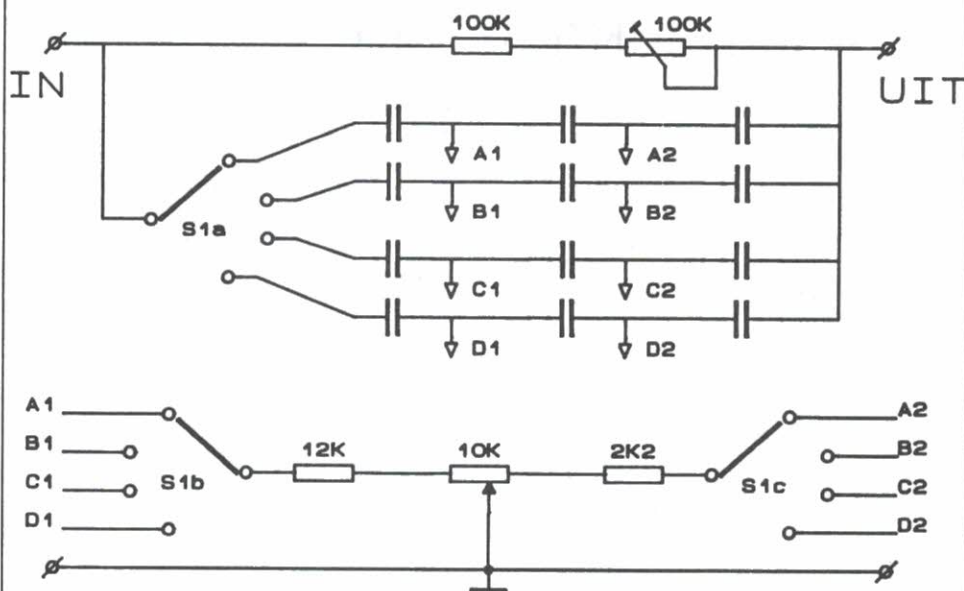 100K 100K
IN UIT
A1 A2
S1a B1 B2
C1 C2
D1 D2
A1 A2
B1 12K 10K 2K2 B2
C1 S1b S1c C2
D1 D2